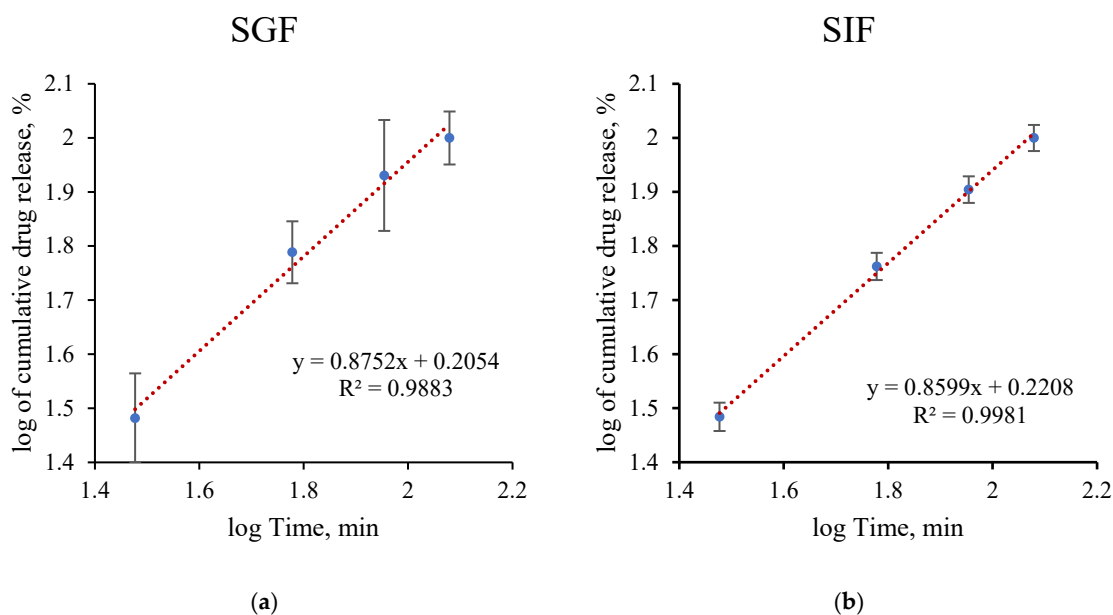 SGF
log of cumulative drug release, %
2.1
2
1.9
1.8
1.7
1.6
1.5
1.4
y = 0.8752x + 0.2054
R² = 0.9883
1.4
1.6
1.8
2
2.2
log Time, min
(a)
SIF
log of cumulative drug release, %
2.1
2
1.9
1.8
1.7
1.6
1.5
1.4
y = 0.8599x + 0.2208
R² = 0.9981
1.4
1.6
1.8
2
2.2
log Time, min
(b)